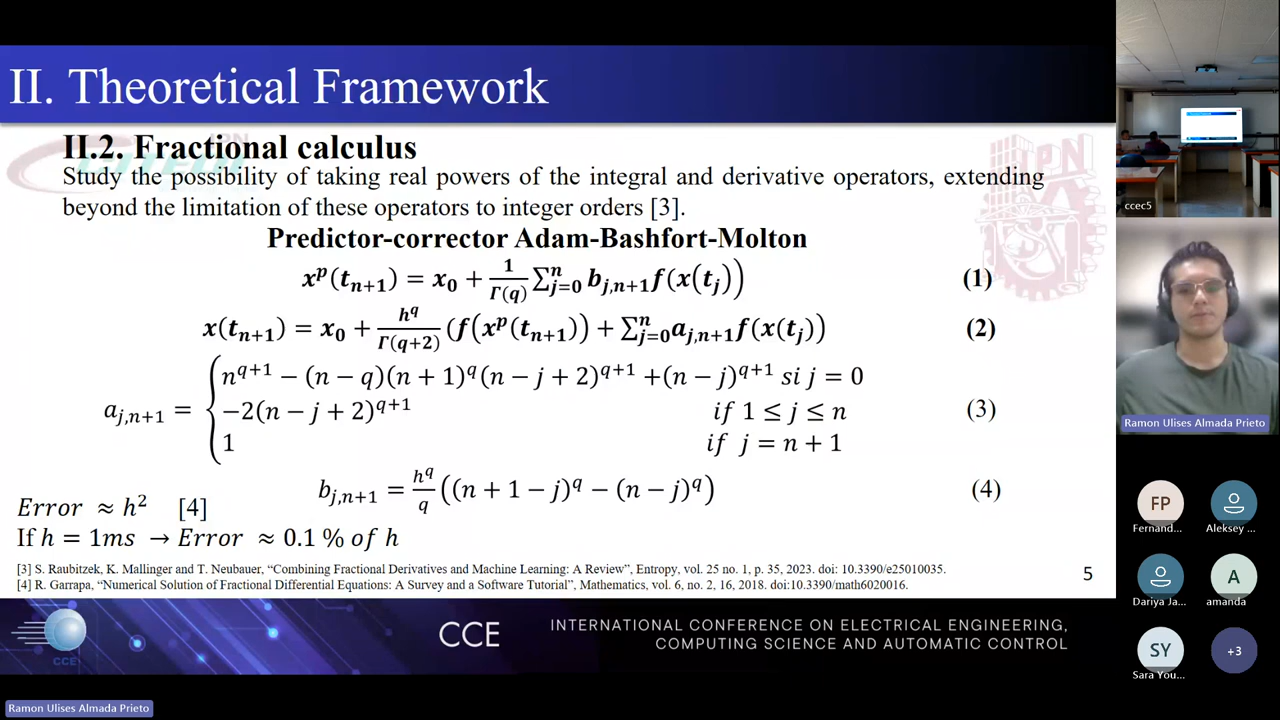 II. Theoretical Framework
II.2. Fractional calculus
Study the possibility of taking real powers of the integral and derivative operators, extending
beyond the limitation of these operators to integer orders [3].
Predictor-corrector Adam-Bashfort-Molton
x^p(t_{n+1}) = x_0 + \frac{1}{Γ(q)} ∑_{j=0}^{n} b_{j,n+1} f(x(t_j)) (1)
x(t_{n+1}) = x_0 + \frac{h^q}{Γ(q+2)} (f(x^p(t_{n+1})) + ∑_{j=0}^{n} a_{j,n+1} f(x(t_j)) (2)
n^{q+1} − (n − q)(n + 1)^q (n − j + 2)^{q+1} +(n − j)^{q+1} si j = 0
a_{j,n+1} = { −2(n − j + 2)^{q+1} if 1 ≤ j ≤ n (3)
1 if j = n + 1
b_{j,n+1} = \frac{h^q}{q} ((n + 1 − j)^q − (n − j)^q) (4)
Error ≈ h^2 [4]
If h = 1ms → Error ≈ 0.1 % of h
[3] S. Raubitzek, K. Mallinger and T. Neubauer, “Combining Fractional Derivatives and Machine Learning: A Review”, Entropy, vol. 25 no. 1, p. 35, 2023. doi: 10.3390/e25010035.
[4] R. Garrapa, “Numerical Solution of Fractional Differential Equations: A Survey and a Software Tutorial”, Mathematics, vol. 6, no. 2, 16, 2018. doi:10.3390/math6020016.
5
CCE
CCE
INTERNATIONAL CONFERENCE ON ELECTRICAL ENGINEERING,
COMPUTING SCIENCE AND AUTOMATIC CONTROL
Ramon Ulises Almada Prieto
ccec5
Ramon Ulises Almada Prieto
FP
Fernand...
Aleksey ...
Dariya Ja...
A
amanda
SY
Sara You...
+3